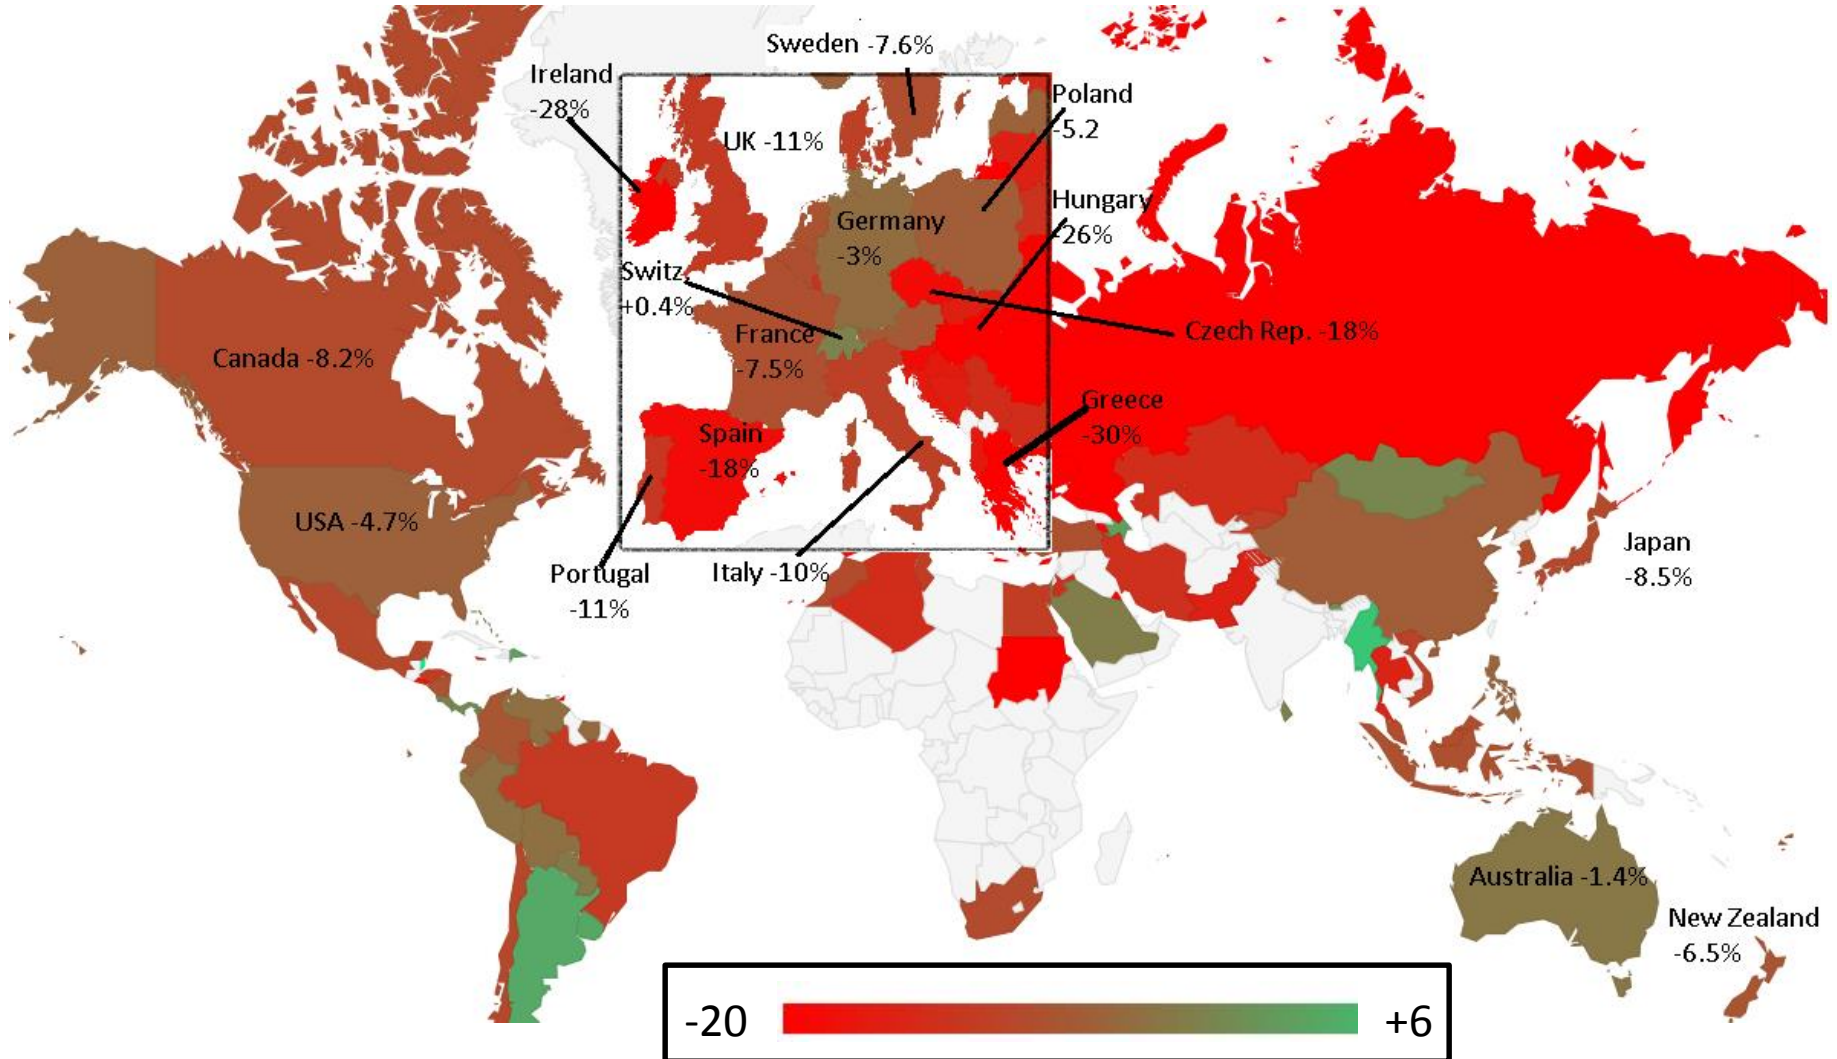 Sweden -7.6%
Ireland
-28%
Poland
-5.2
UK -11%
Hungary
-26%
Germany
-3%
Switz.
+0.4%
France
-7.5%
Czech Rep. -18%
Canada -8.2%
Greece
-30%
Spain
-18%
USA -4.7%
Japan
-8.5%
Portugal
-11%
Italy -10%
Australia -1.4%
New Zealand
-6.5%
-20
+6